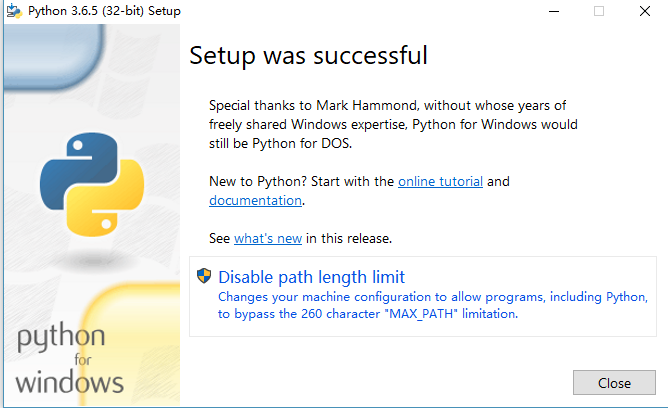 Python 3.6.5 (32-bit) Setup
Setup was successful
Special thanks to Mark Hammond, without whose years of
freely shared Windows expertise, Python for Windows would
still be Python for DOS.
New to Python? Start with the online tutorial and
documentation.
See what's new in this release.
Disable path length limit
Changes your machine configuration to allow programs, including Python,
to bypass the 260 character "MAX_PATH" limitation.
python
for
windows
Close